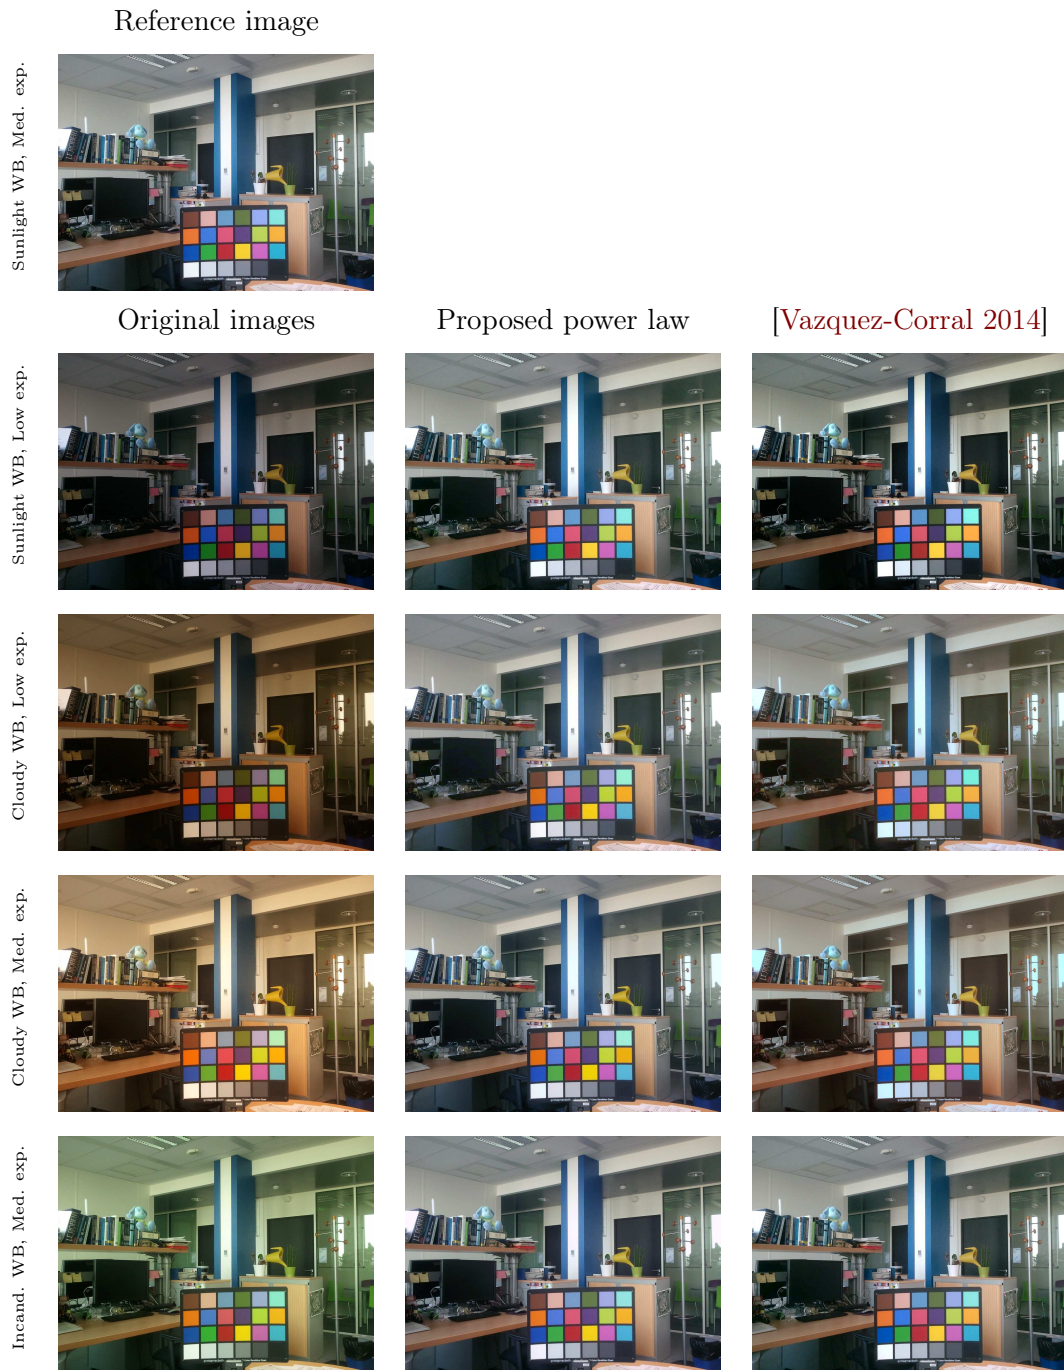 Reference image
Sunlight WB, Med. exp.
Original images
Proposed power law
[Vazquez-Corral 2014]
Sunlight WB, Low exp.
Cloudy WB, Low exp.
Cloudy WB, Med. exp.
Incand. WB, Med. exp.